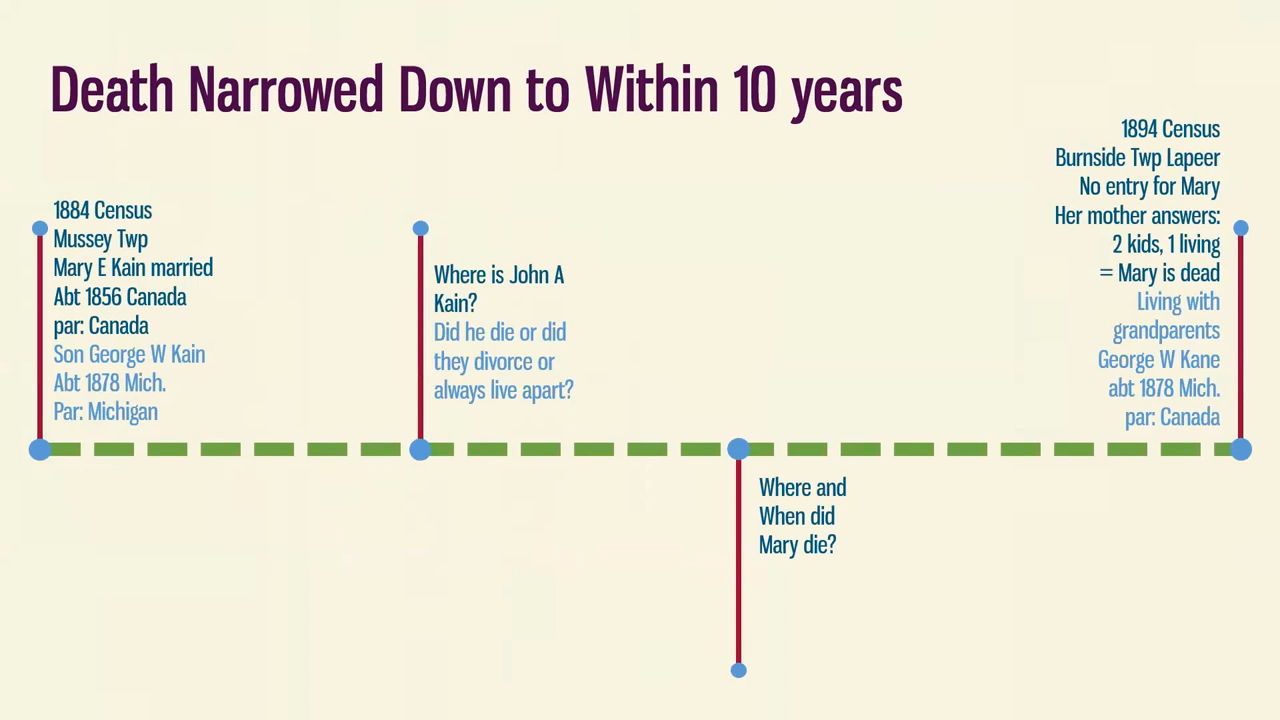 Death Narrowed Down to Within 10 years
1884 Census
Mussey Twp
Mary E Kain married
Abt 1856 Canada
par: Canada
Son George W Kain
Abt 1878 Mich.
Par: Michigan
Where is John A
Kain?
Did he die or did
they divorce or
always live apart?
Where and
When did
Mary die?
1894 Census
Burnside Twp Lapeer
No entry for Mary
Her mother answers:
2 kids, 1 living
= Mary is dead
Living with
grandparents
George W Kane
abt 1878 Mich.
par: Canada